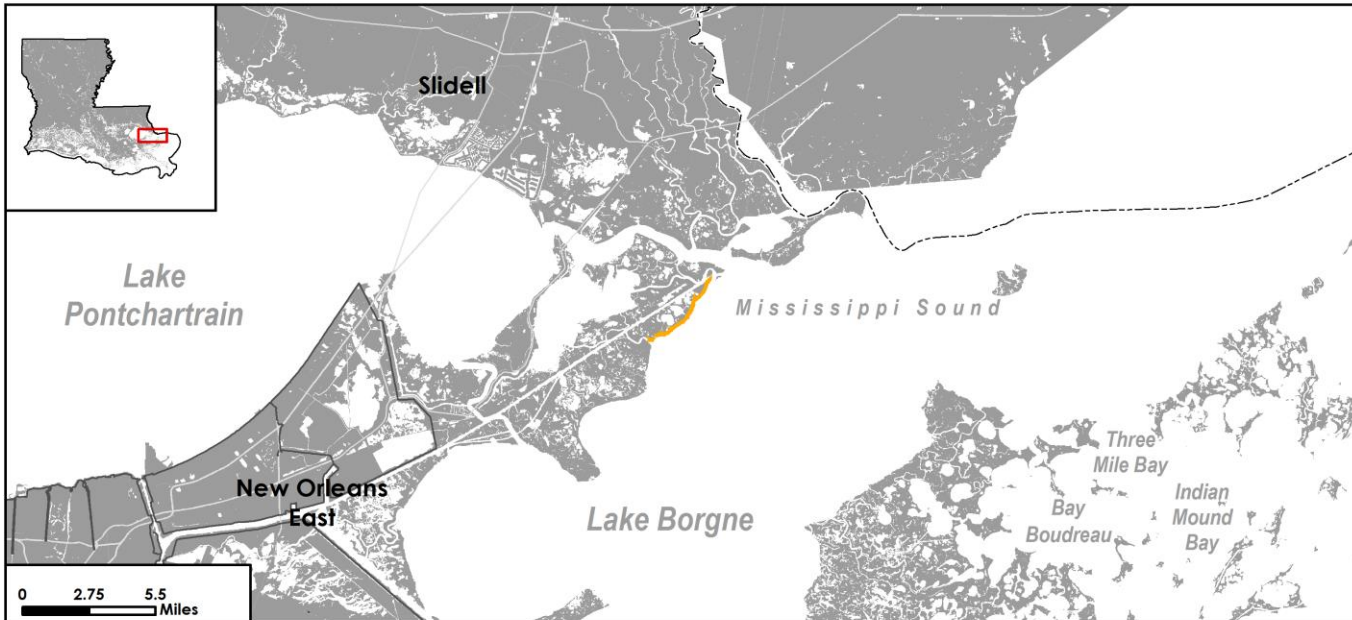 Slidell
Lake
Pontchartrain
Mississippi Sound
New Orleans
East
Lake Borgne
Three
Mile Bay
Bay
Boudreau
Indian
Mound
Bay
0 2.75 5.5
Miles